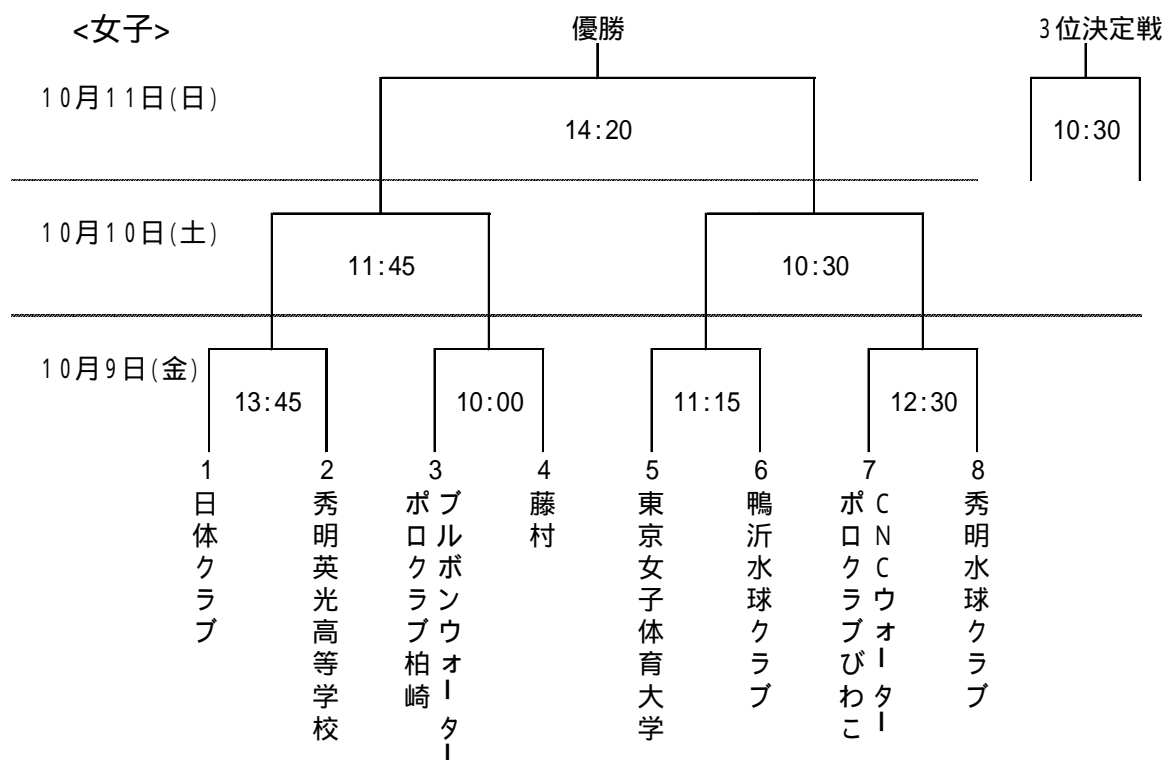 <女子>
優勝
3位決定戦
10月11日(日)
14:20
10:30
10月10日(土)
11:45
10:30
10月9日(金)
13:45
10:00
11:15
12:30
1
2
3
4
5
6
7
8
日体クラブ
秀明英光高等学校
ブルボンウォーター
ポロクラブ柏崎
藤村
東京女子体育大学
鴨沂水球クラブ
CNCウォーター
ポロクラブびわこ
秀明水球クラブ